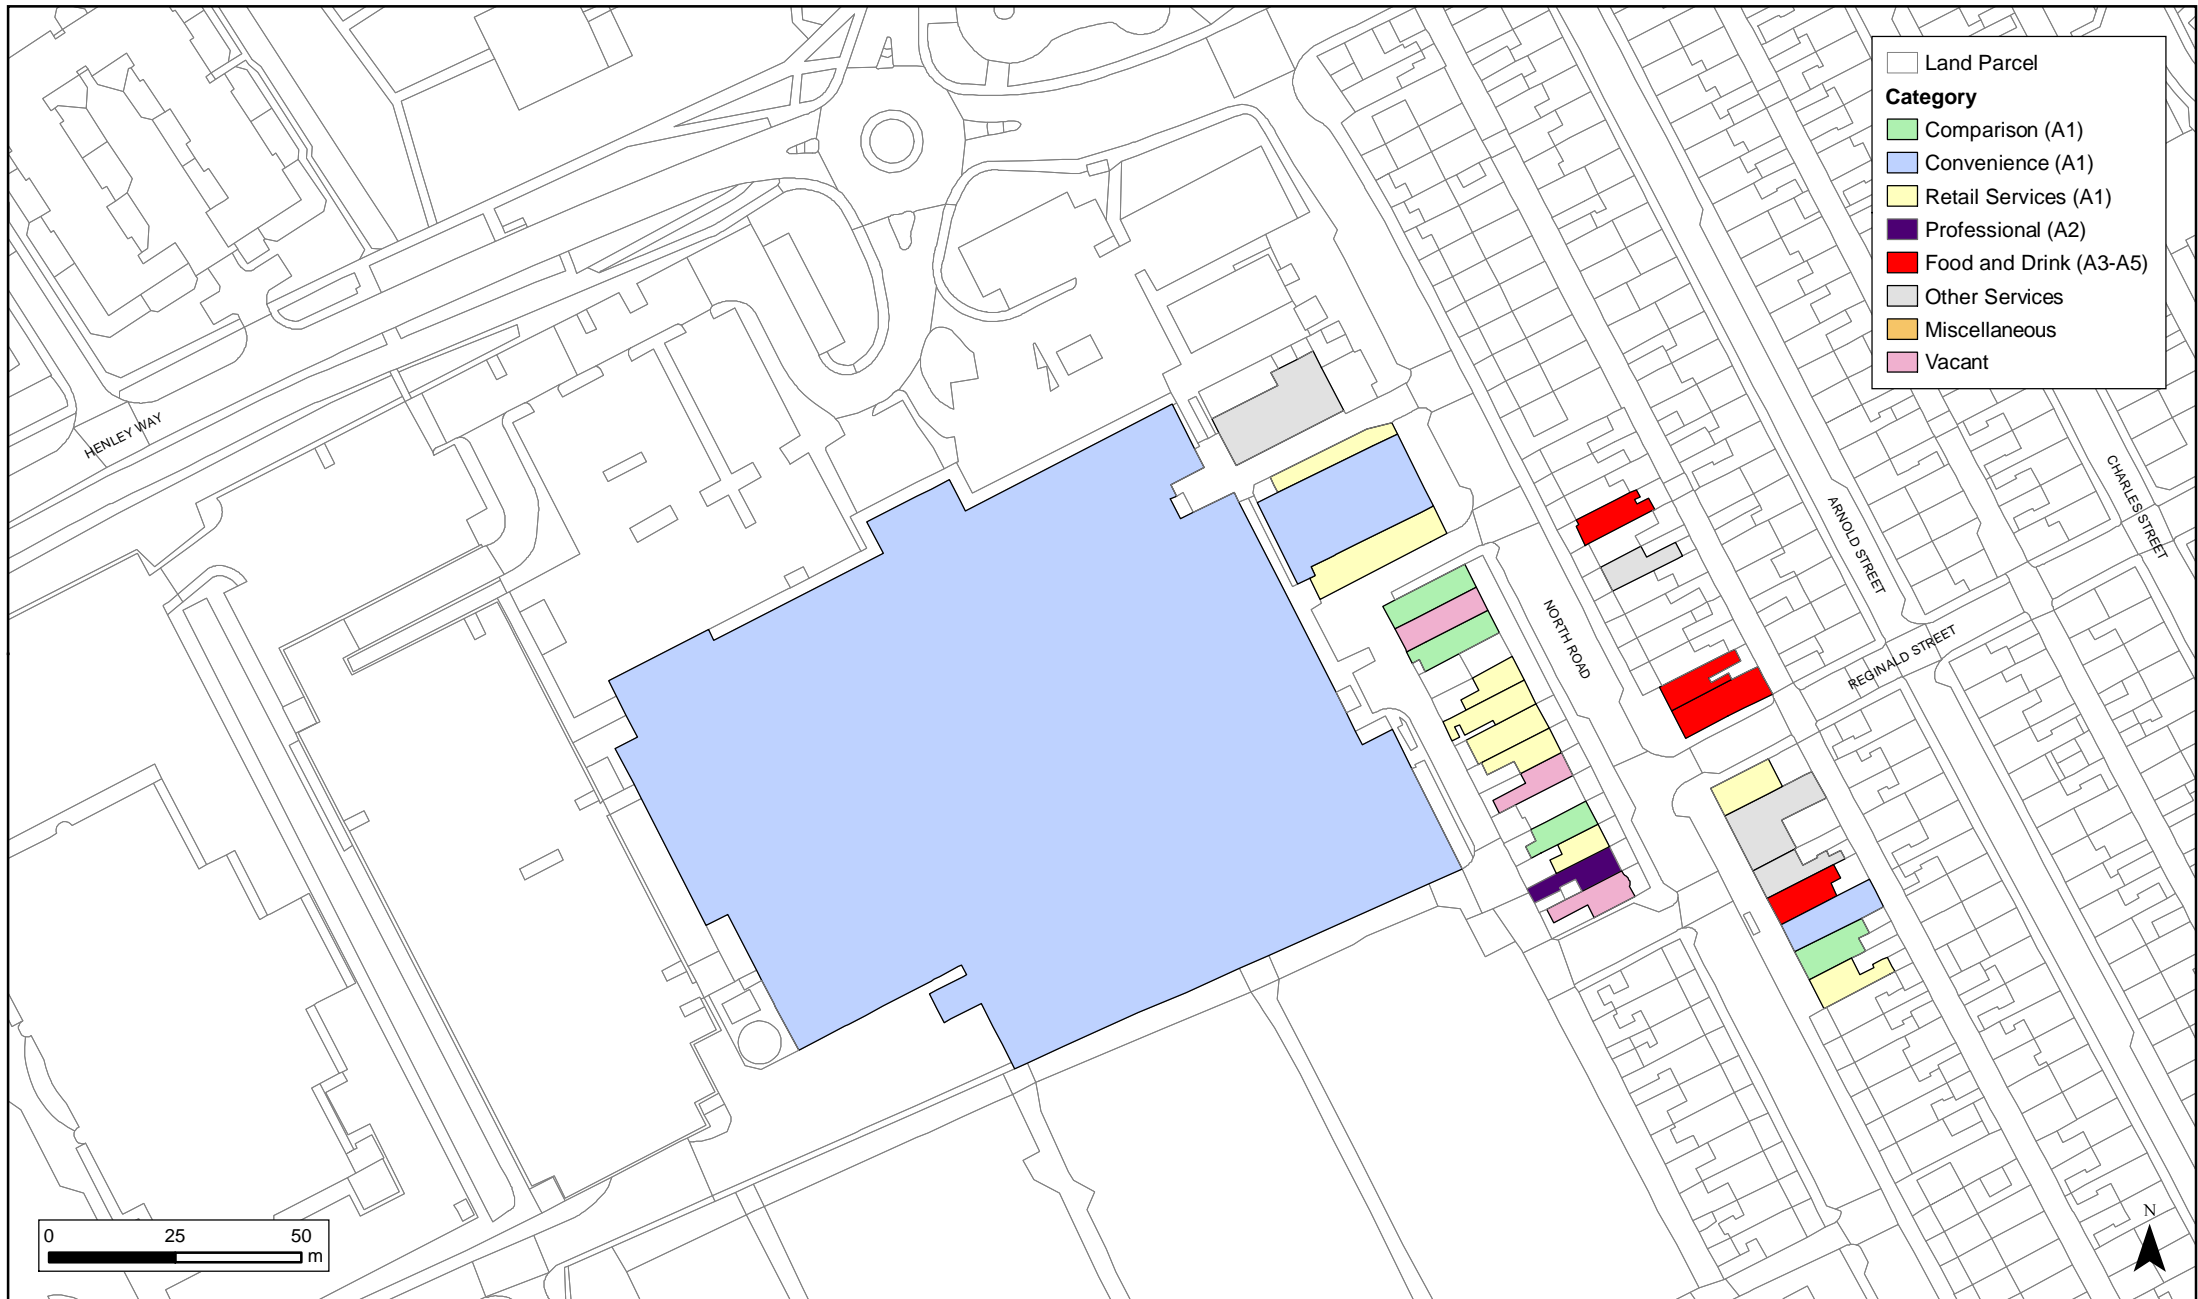 Land Parcel
Category
Comparison (A1)
Convenience (A1)
Retail Services (A1)
Professional (A2)
Food and Drink (A3-A5)
Other Services
Miscellaneous
Vacant
HENLEY WAY
NORTH ROAD
ARNOLD STREET
CHARLES STREET
REGINALD STREET
0 25 50
m
N